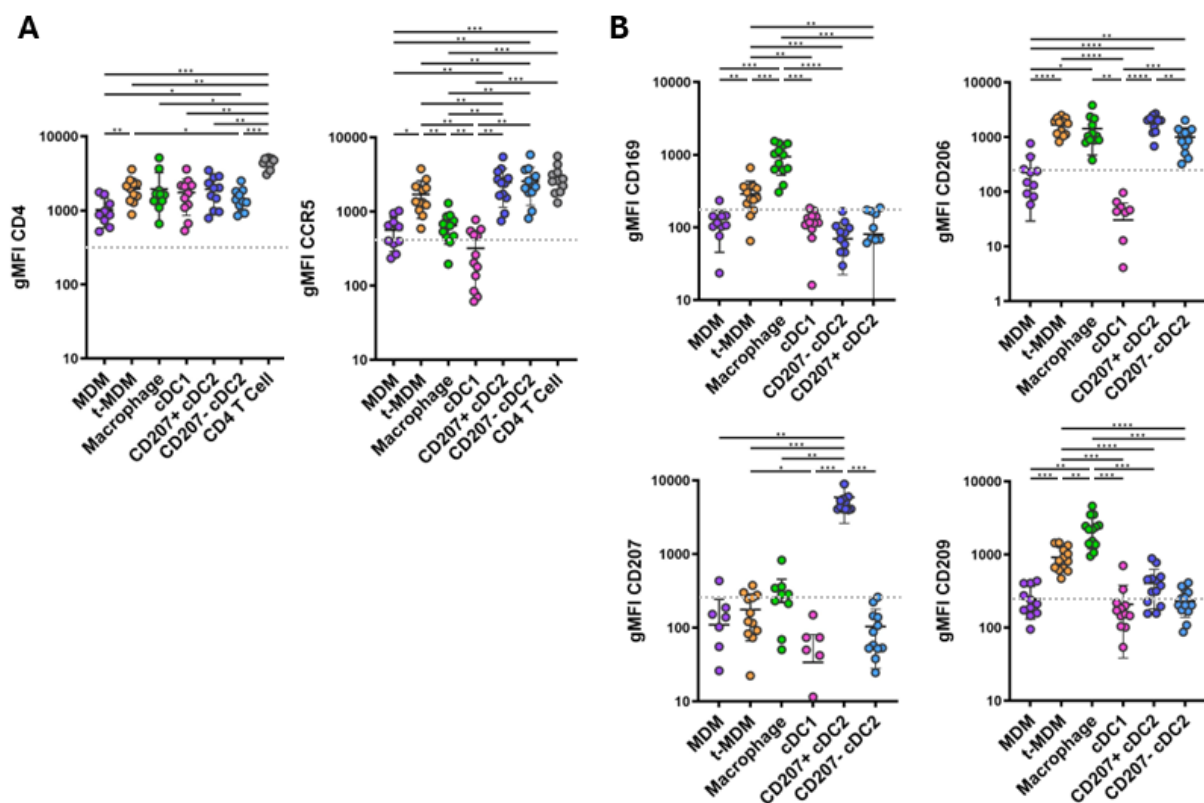 A
B
gMFI CD4
10000
1000
100
10
MDM
t-MDM
Macrophage
cDC1
CD207+ cDC2
CD207- cDC2
CD4 T Cell
*** 
**
*
*
**
**
** * ***
gMFI CCR5
10000
1000
100
10
MDM
t-MDM
Macrophage
cDC1
CD207+ cDC2
CD207- cDC2
CD4 T Cell
***
**
***
**
**
***
**
**
**
** **
* ** ** **
gMFI CD169
10000
1000
100
10
MDM
t-MDM
Macrophage
cDC1
CD207- cDC2
CD207+ cDC2
**
***
***
**
*** ****
** *** ***
gMFI CD206
10000
1000
100
10
1
MDM
t-MDM
Macrophage
cDC1
CD207+ cDC2
CD207- cDC2
**
****
****
* ***
**** ** **** **
gMFI CD207
10000
1000
100
10
MDM
t-MDM
Macrophage
cDC1
CD207+ cDC2
CD207- cDC2
**
***
**
* *** ***
gMFI CD209
10000
1000
100
10
MDM
t-MDM
Macrophage
cDC1
CD207+ cDC2
CD207- cDC2
****
***
****
***
** ***
*** ** ***